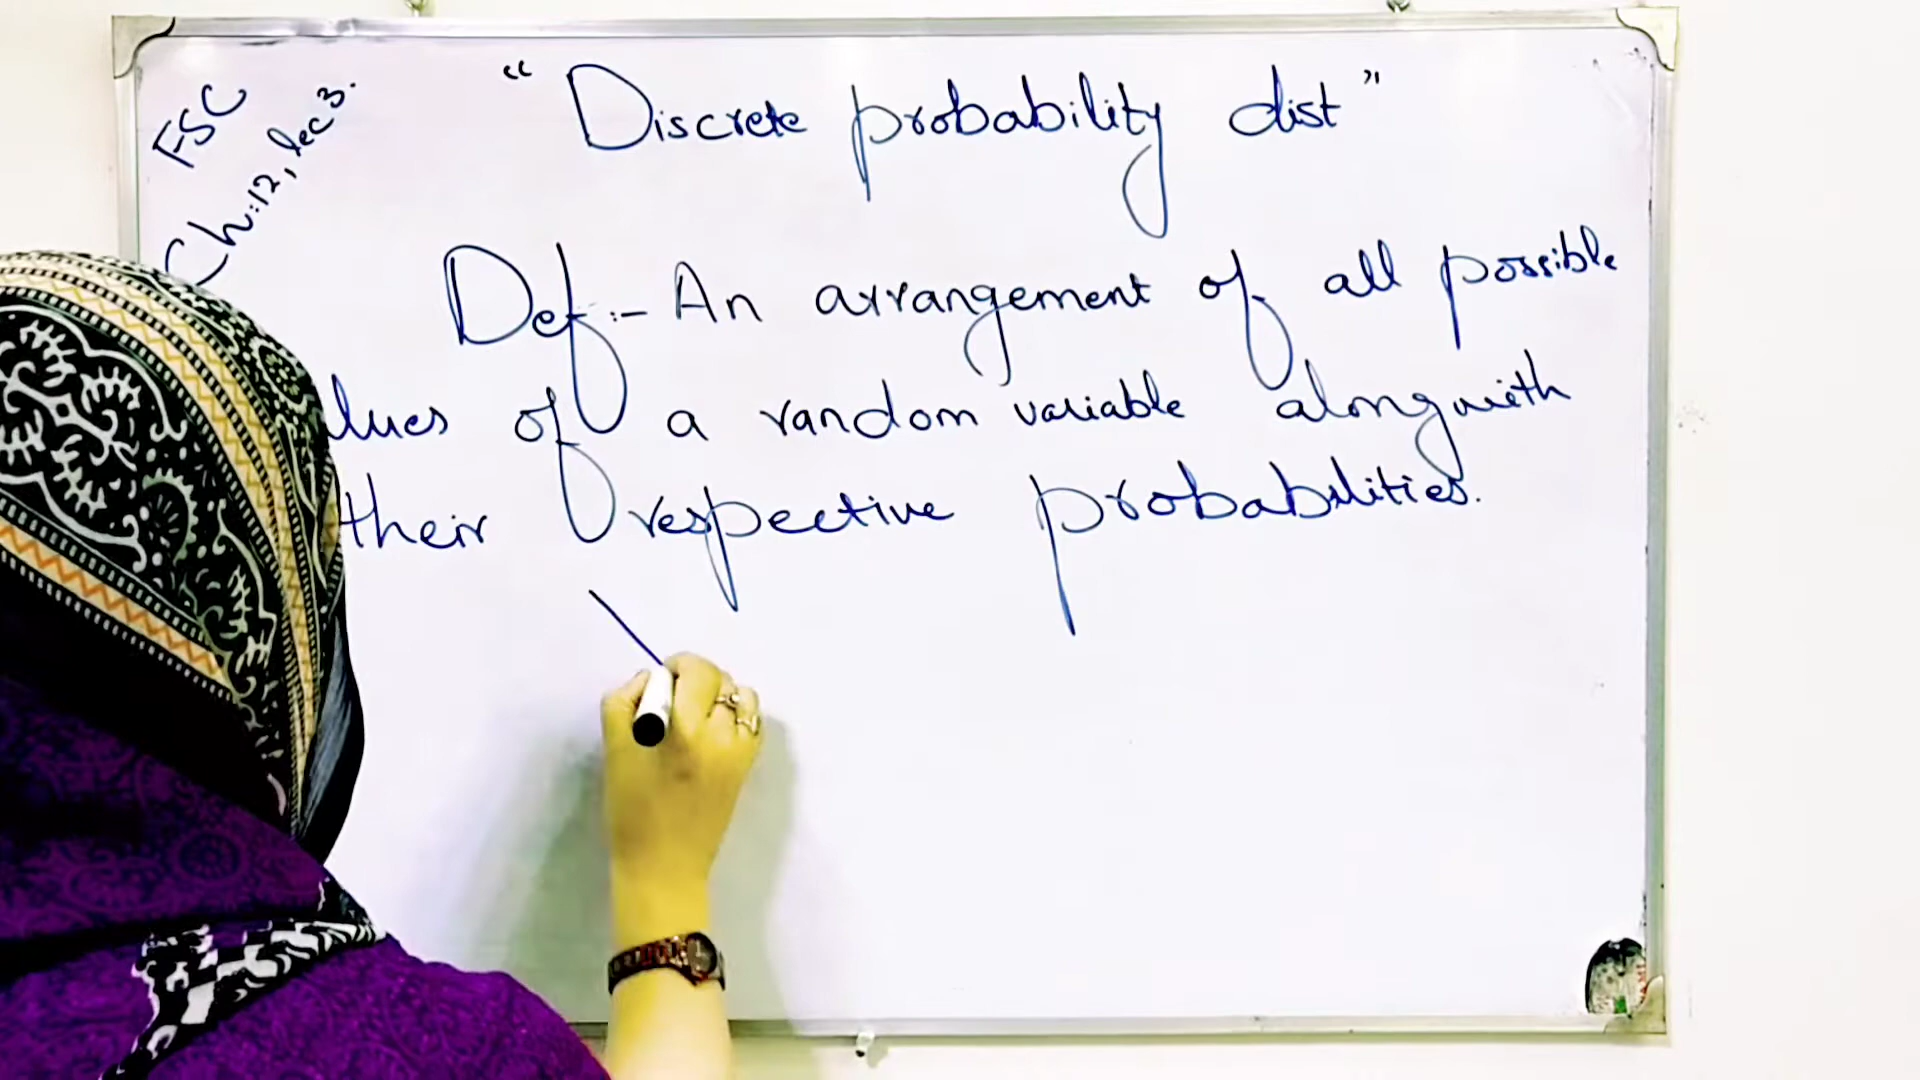 FSC
Ch:12, lec 3.
“Discrete probability dist”
Def:- An arrangement of all possible
lues of a random variable alongwith
their respective probabilities.